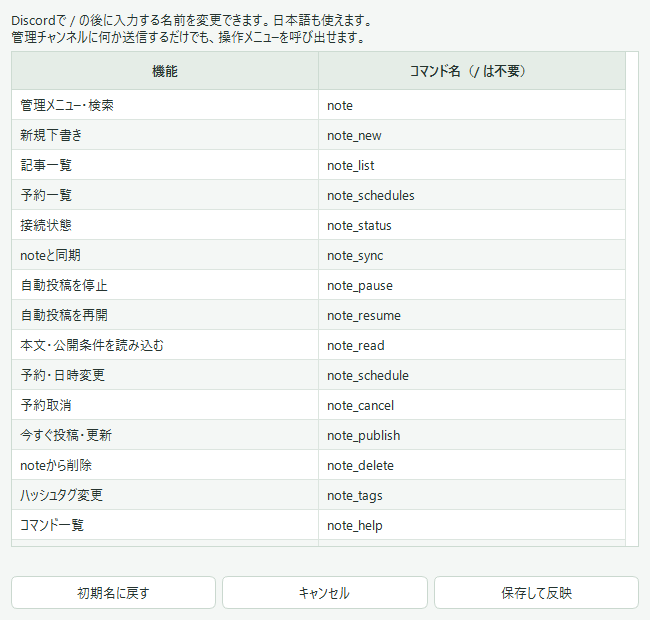 Discordで / の後に入力する名前を変更できます。日本語も使えます。
管理チャンネルに何か送信するだけでも、操作メニューを呼び出せます。
機能 コマンド名（/ は不要）
管理メニュー・検索 note
新規下書き note_new
記事一覧 note_list
予約一覧 note_schedules
接続状態 note_status
noteと同期 note_sync
自動投稿を停止 note_pause
自動投稿を再開 note_resume
本文・公開条件を読み込む note_read
予約・日時変更 note_schedule
予約取消 note_cancel
今すぐ投稿・更新 note_publish
noteから削除 note_delete
ハッシュタグ変更 note_tags
コマンド一覧 note_help
初期名に戻す キャンセル 保存して反映